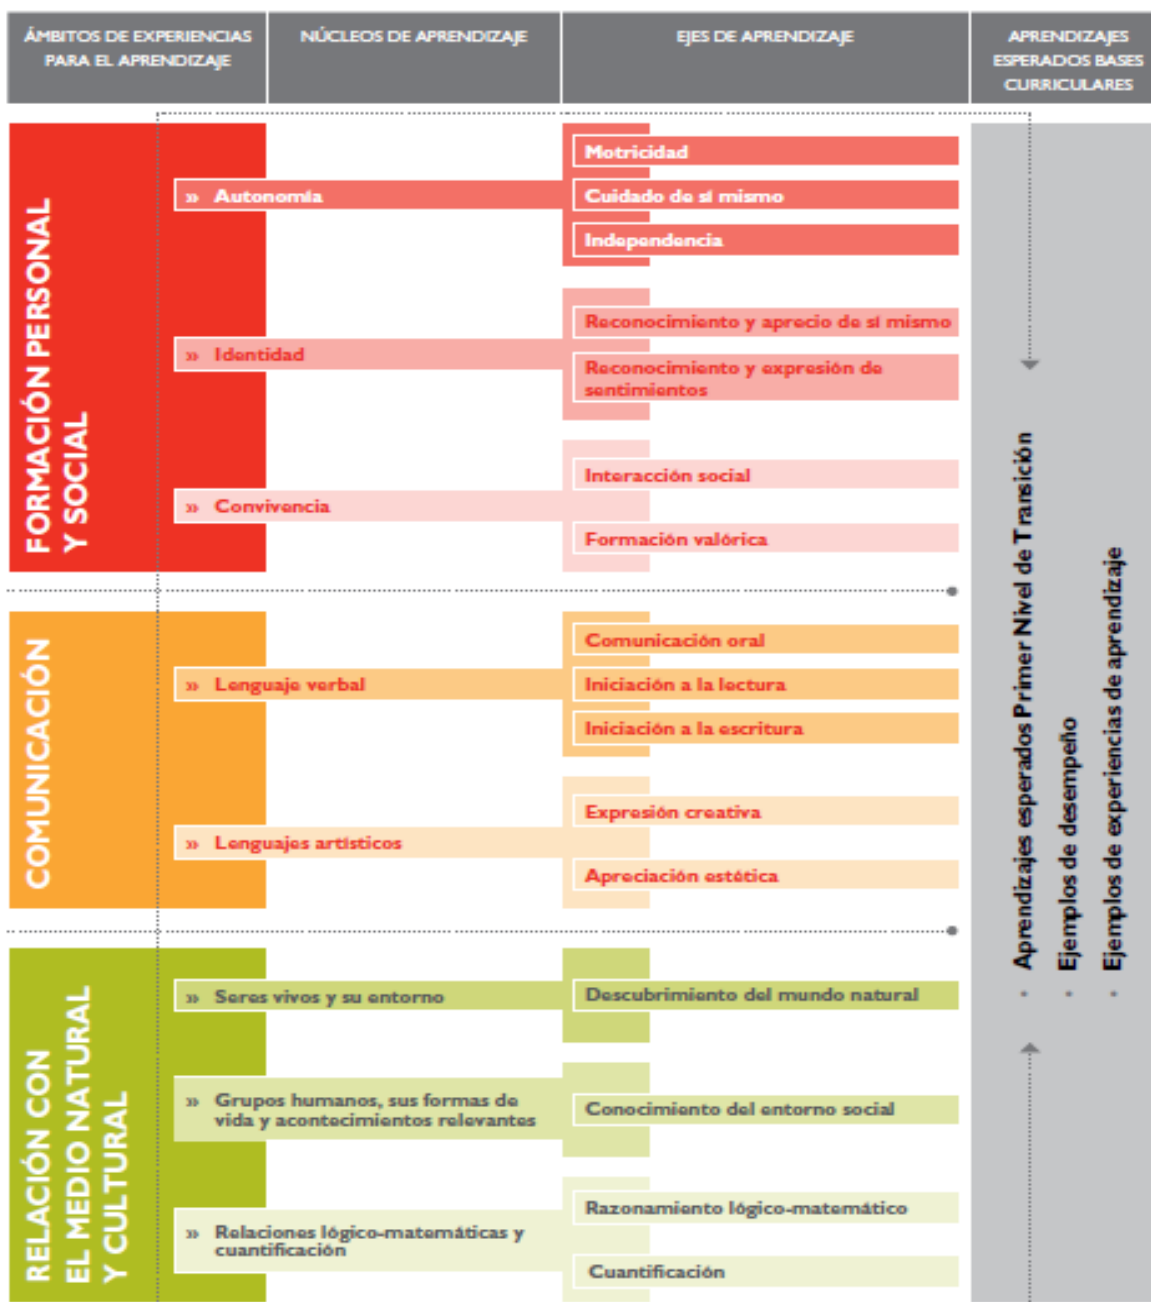 ÁMBITOS DE EXPERIENCIAS
PARA EL APRENDIZAJE
NÚCLEOS DE APRENDIZAJE
EJES DE APRENDIZAJE
APRENDIZAJES
ESPERADOS BASES
CURRICULARES
FORMACIÓN PERSONAL
Y SOCIAL
» Autonomía
Motricidad
Cuidado de sí mismo
Independencia
» Identidad
Reconocimiento y aprecio de sí mismo
Reconocimiento y expresión de
sentimientos
» Convivencia
Interacción social
Formación valórica
COMUNICACIÓN
» Lenguaje verbal
Comunicación oral
Iniciación a la lectura
Iniciación a la escritura
» Lenguajes artísticos
Expresión creativa
Apreciación estética
RELACIÓN CON
EL MEDIO NATURAL
Y CULTURAL
» Seres vivos y su entorno
Descubrimiento del mundo natural
» Grupos humanos, sus formas de
vida y acontecimientos relevantes
Conocimiento del entorno social
» Relaciones lógico-matemáticas y
cuantificación
Razonamiento lógico-matemático
Cuantificación
· Aprendizajes esperados Primer Nivel de Transición
· Ejemplos de desempeño
· Ejemplos de experiencias de aprendizaje